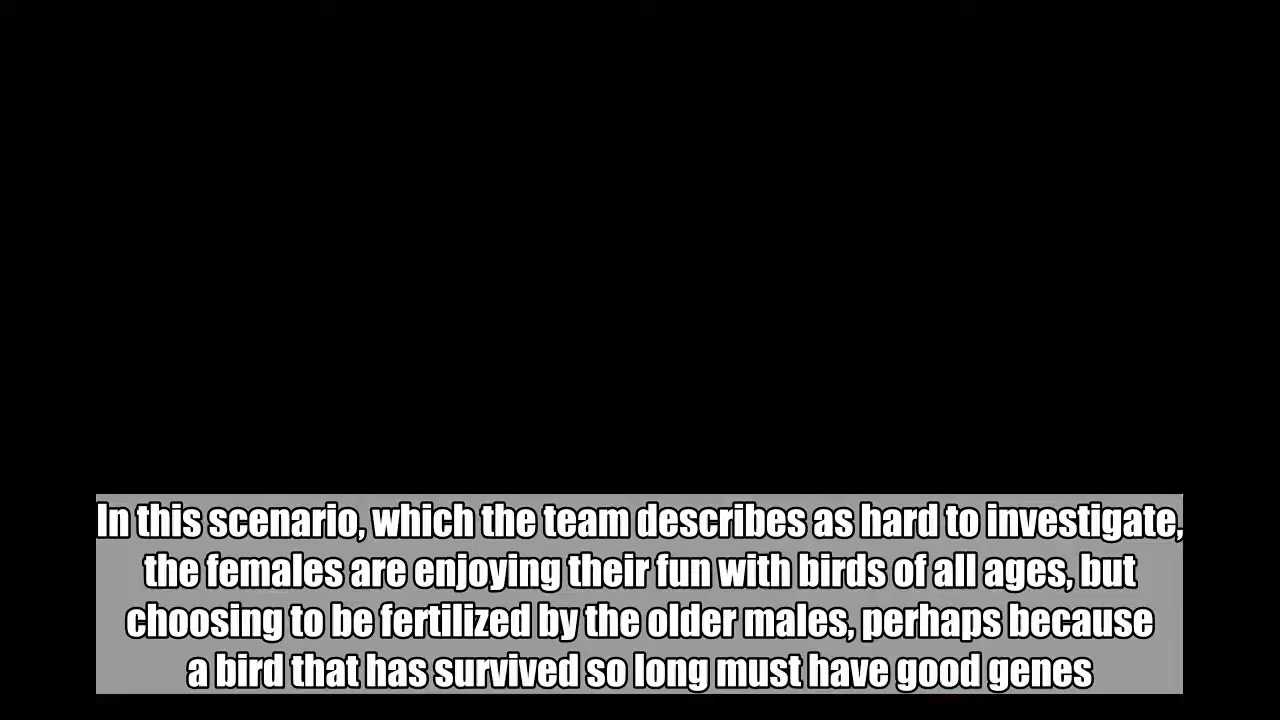 In this scenario, which the team describes as hard to investigate,
the females are enjoying their fun with birds of all ages, but
choosing to be fertilized by the older males, perhaps because
a bird that has survived so long must have good genes